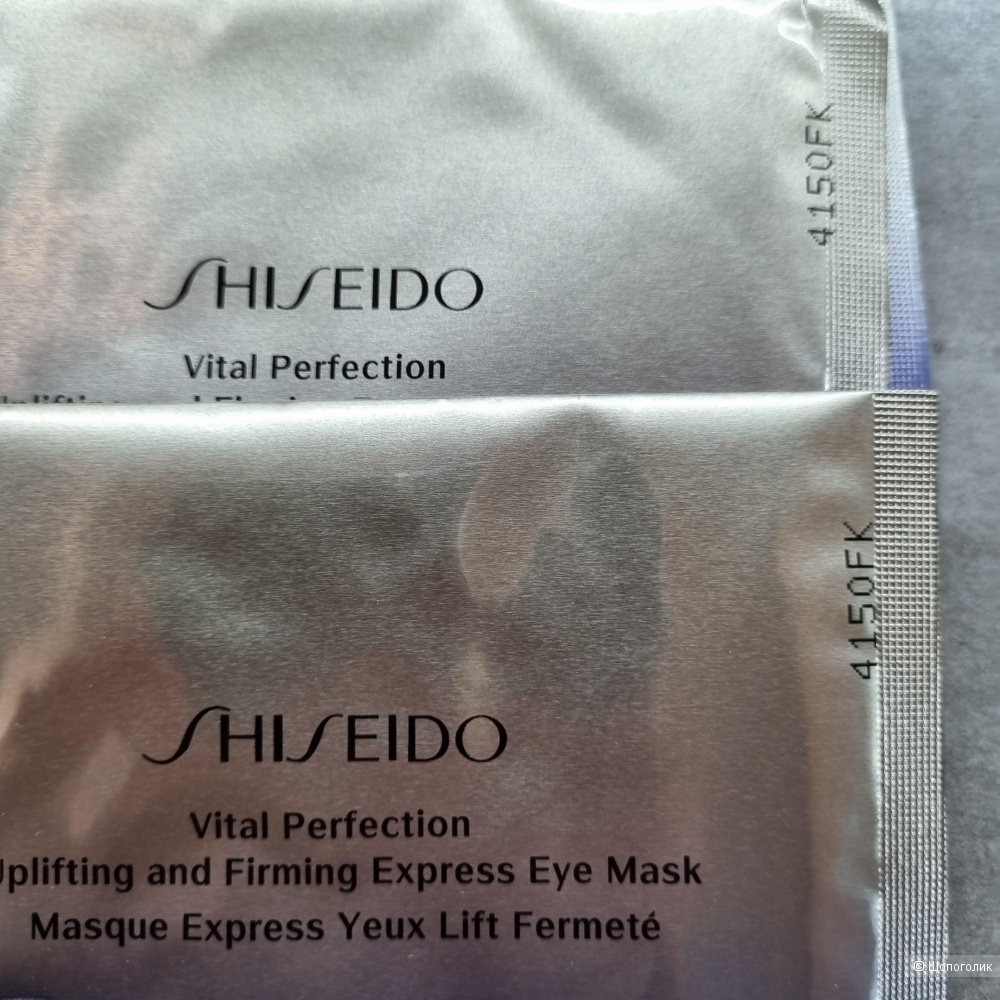 4150FK
SHISEIDO
Vital Perfection
4150FK
SHISEIDO
Vital Perfection
Uplifting and Firming Express Eye Mask
Masque Express Yeux Lift Fermeté
© Шопоголик